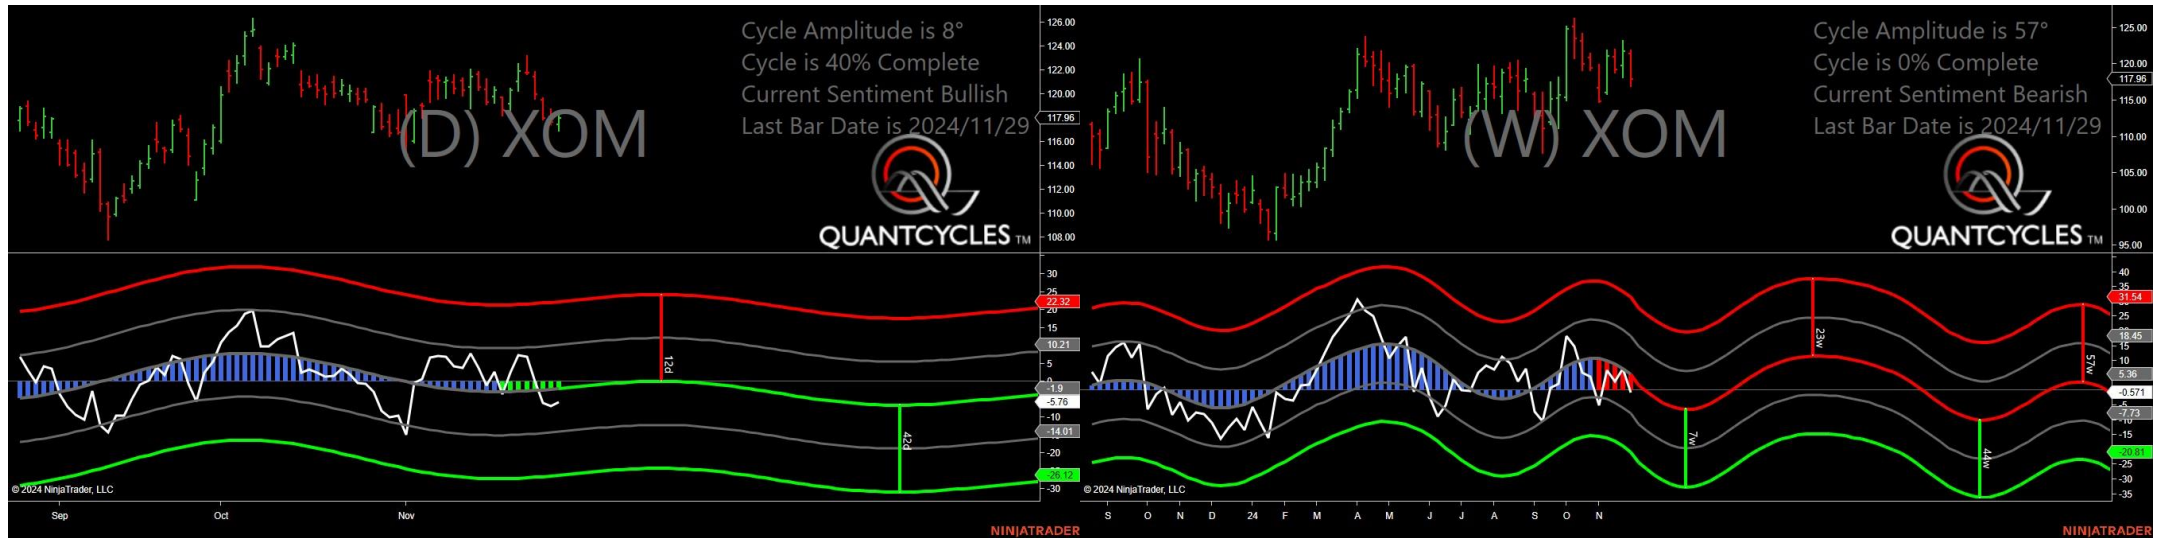 Cycle Amplitude is 8°
Cycle is 40% Complete
Current Sentiment Bullish
Last Bar Date is 2024/11/29
(D) XOM
QUANTCYCLES TM
126.00
124.00
122.00
120.00
117.96
116.00
114.00
112.00
110.00
108.00
30
25
22.32
20
15
10.21
5
-1.9
-5.76
-10
-14.01
-20
-26.12
-30
12d
42d
© 2024 NinjaTrader, LLC
Sep Oct Nov
NINJATRADER
Cycle Amplitude is 57°
Cycle is 0% Complete
Current Sentiment Bearish
Last Bar Date is 2024/11/29
(W) XOM
QUANTCYCLES TM
125.00
120.00
117.96
115.00
110.00
105.00
100.00
95.00
40
35
31.54
25
18.45
15
10
5.36
-0.571
-7.73
-10
-15
-20.81
-25
-30
-35
23w
57w
7w
44w
© 2024 NinjaTrader, LLC
S O N D 24 F M A M J J A S O N
NINJATRADER